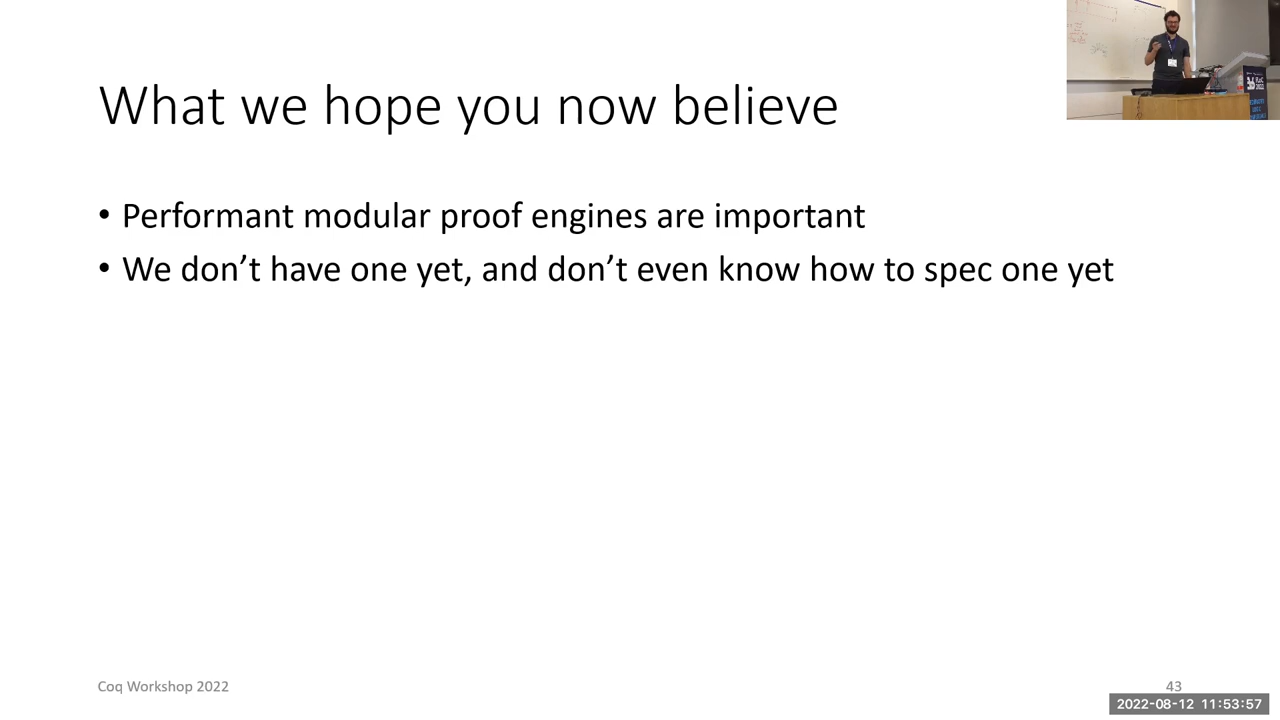 What we hope you now believe
• Performant modular proof engines are important
• We don’t have one yet, and don’t even know how to spec one yet
Coq Workshop 2022
43
2022-08-12 11:53:57